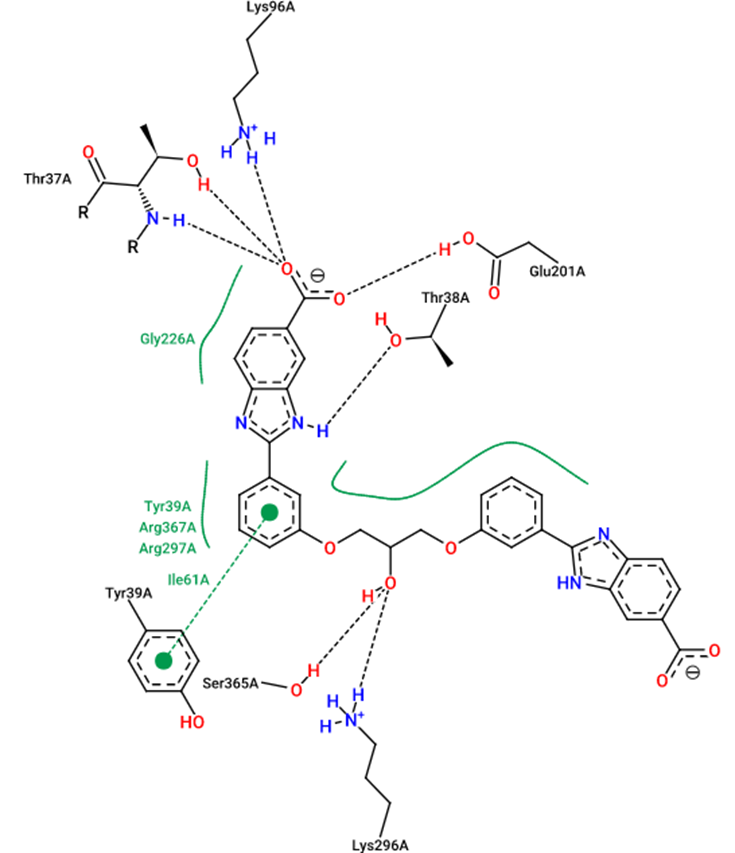 Lys96A
N+ H
H
H
O
O
Thr37A
H
R
N H
R
O
⊖
O
H O
O
Glu201A
Thr38A
H
O
Gly226A
N
N H
Tyr39A
Arg367A
Arg297A
Ile61A
O
O
N
HN
O
H
Tyr39A
HO
Ser365A
O
H
H
H
N+
H
O
O
⊖
Lys296A